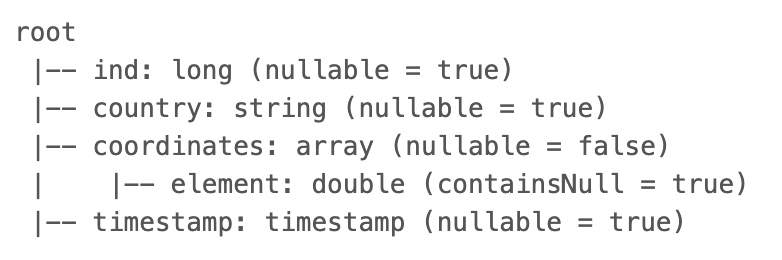 root
 |-- ind: long (nullable = true)
 |-- country: string (nullable = true)
 |-- coordinates: array (nullable = false)
 |    |-- element: double (containsNull = true)
 |-- timestamp: timestamp (nullable = true)